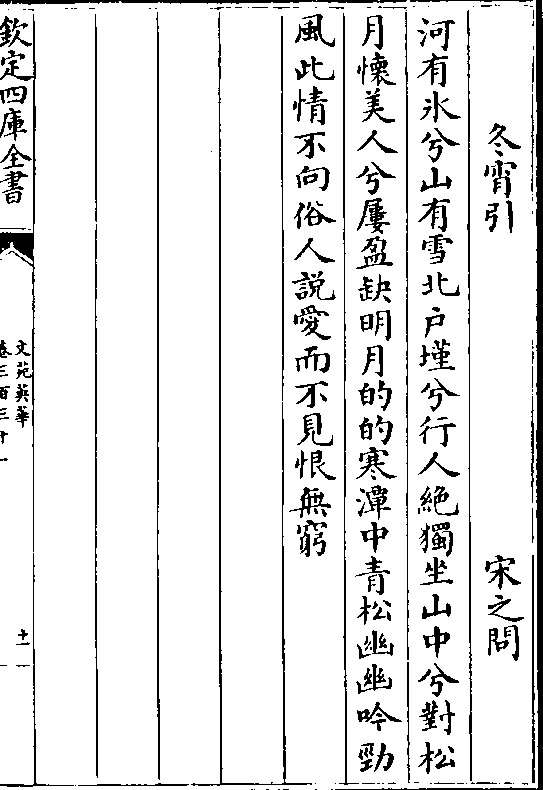 冬宵引 宋之問
河有氷兮山有雪北户墐兮行人絶獨坐山中兮對松
月懷美人兮屢盈缺明月的的寒潭中青松幽幽吟勁
風此情不向俗人説愛而不見恨無窮
欽定四庫全書
文苑英華
卷三百三十一
十一